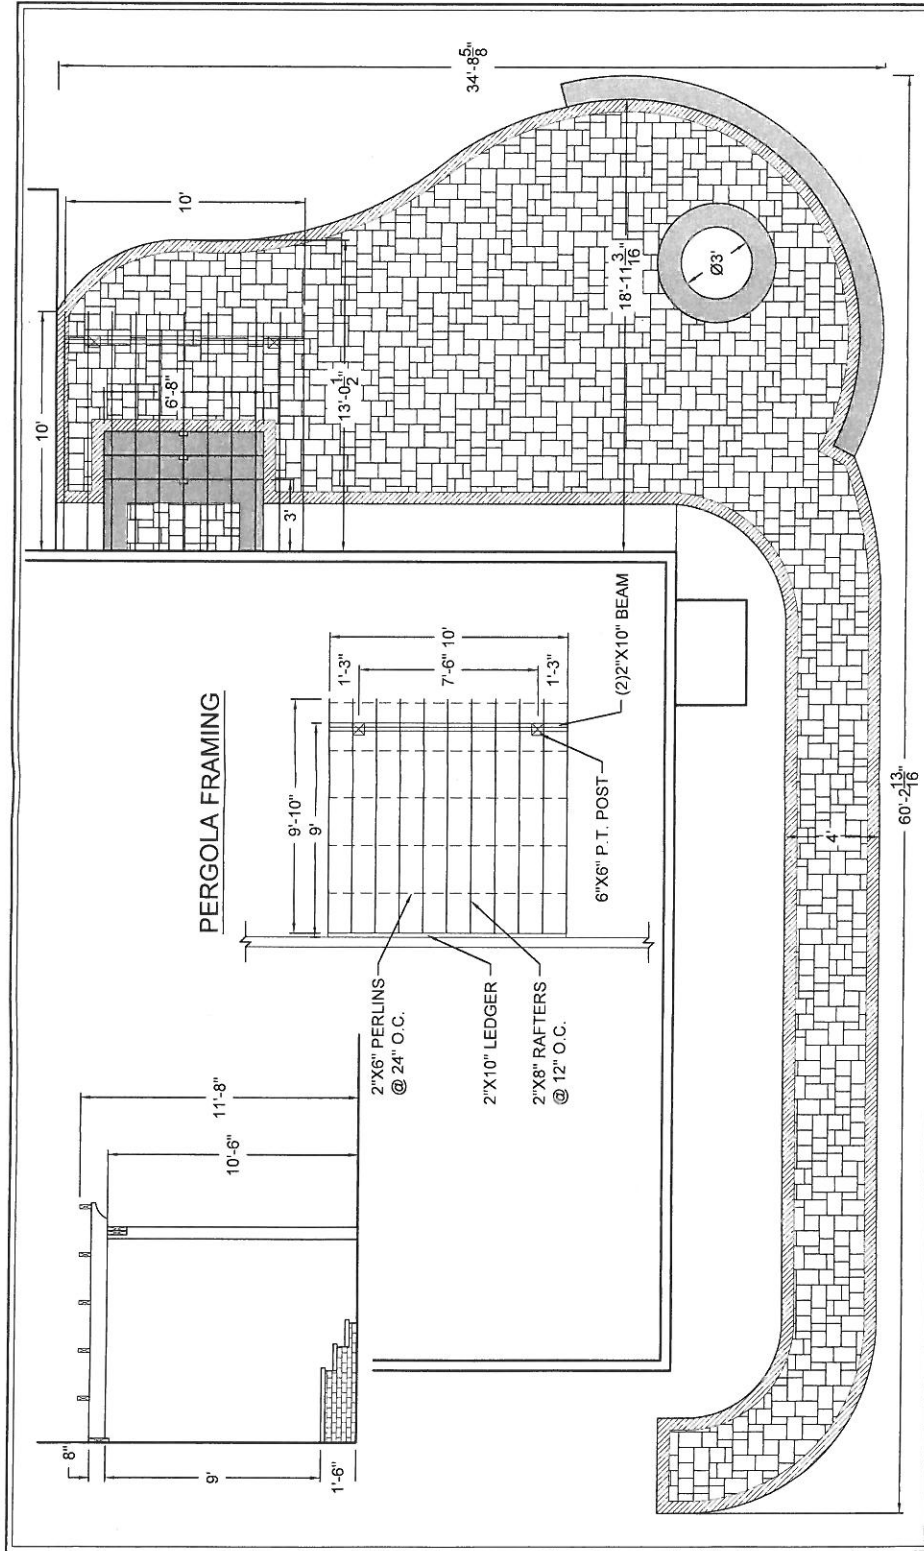 34'-8 5/8"
10'
10'
6'-8"
13'-0 1/2"
18'-11 3/16"
Ø3'
3'
PERGOLA FRAMING
9'-10"
9'
1'-3"
7'-6"
10'
1'-3"
(2)2"X10" BEAM
6"X6" P.T. POST
2"X6" PERLINS
@ 24" O.C.
2"X10" LEDGER
2"X8" RAFTERS
@ 12" O.C.
11'-8"
10'-6"
8"
9'
1'-6"
4'
60'-2 13/16"